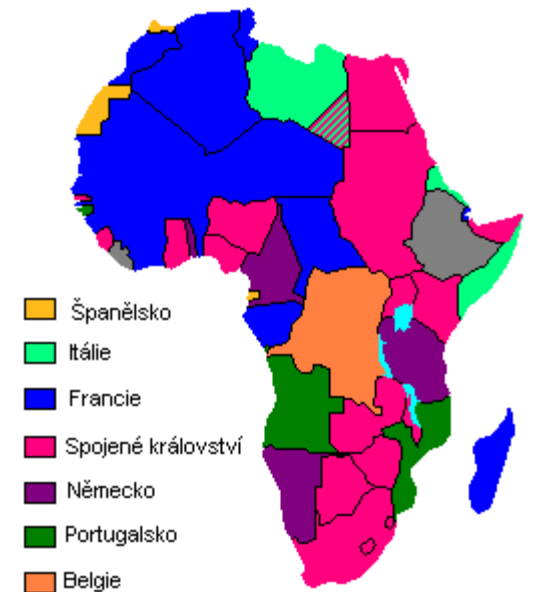 Španělsko
Itálie
Francie
Spojené království
Německo
Portugalsko
Belgie